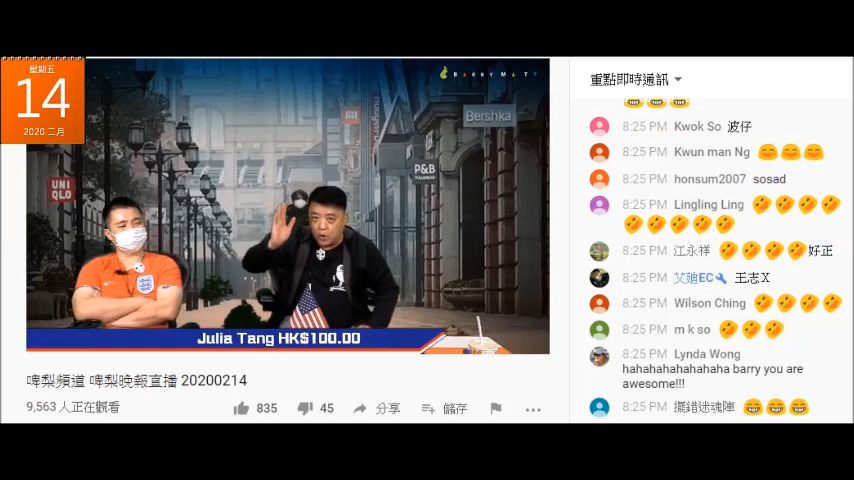 星期五
14
2020 二月
BARRYMATT
mi
Bershka
P&B
UNI
QLO
Julia Tang HK$100.00
啤梨頻道 啤梨晚報直播 20200214
9,563 人正在觀看
835
45
分享
儲存
重點即時通訊
8:25 PM Kwok So 波仔
8:25 PM Kwun man Ng 😊😊😊
8:25 PM honsum2007 sosad
8:25 PM Lingling Ling 🤣🤣🤣🤣
🤣🤣🤣🤣🤣
8:25 PM 江永祥 🤣🤣🤣🤣好正
8:25 PM 艾廸EC 王志X
8:25 PM Wilson Ching 🤣🤣🤣🤣
8:25 PM m k so 🤣🤣🤣
8:25 PM Lynda Wong
hahahahahahahaha barry you are
awesome!!!
8:25 PM 擺錯迷魂陣 😂😂😂